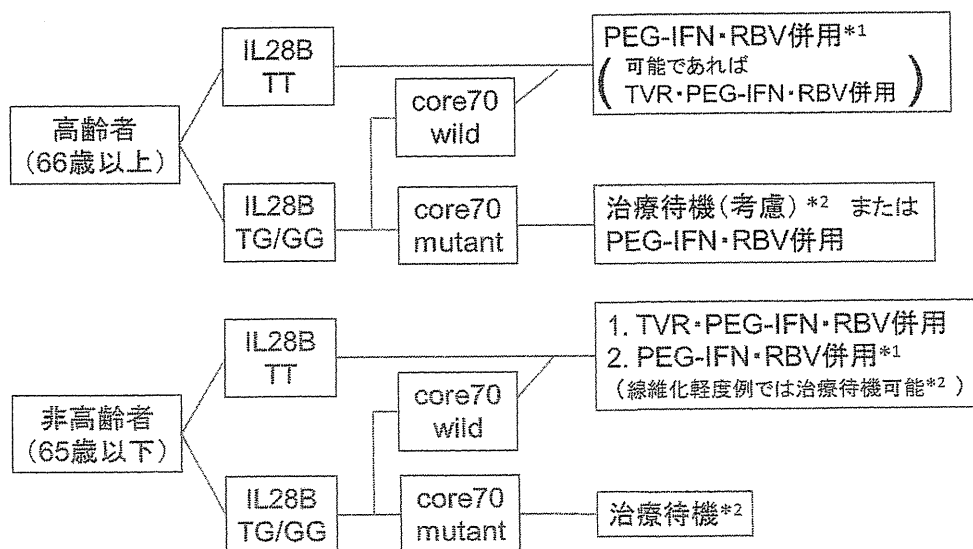 高齢者
（66歳以上）
IL28B
TT
IL28B
TG/GG
core70
wild
core70
mutant
PEG-IFN・RBV併用*1
（ 可能であれば
TVR・PEG-IFN・RBV併用 ）
治療待機（考慮）*2 または
PEG-IFN・RBV併用
非高齢者
（65歳以下）
IL28B
TT
IL28B
TG/GG
core70
wild
core70
mutant
1. TVR・PEG-IFN・RBV併用
2. PEG-IFN・RBV併用*1
（線維化軽度例では治療待機可能*2 ）
治療待機*2